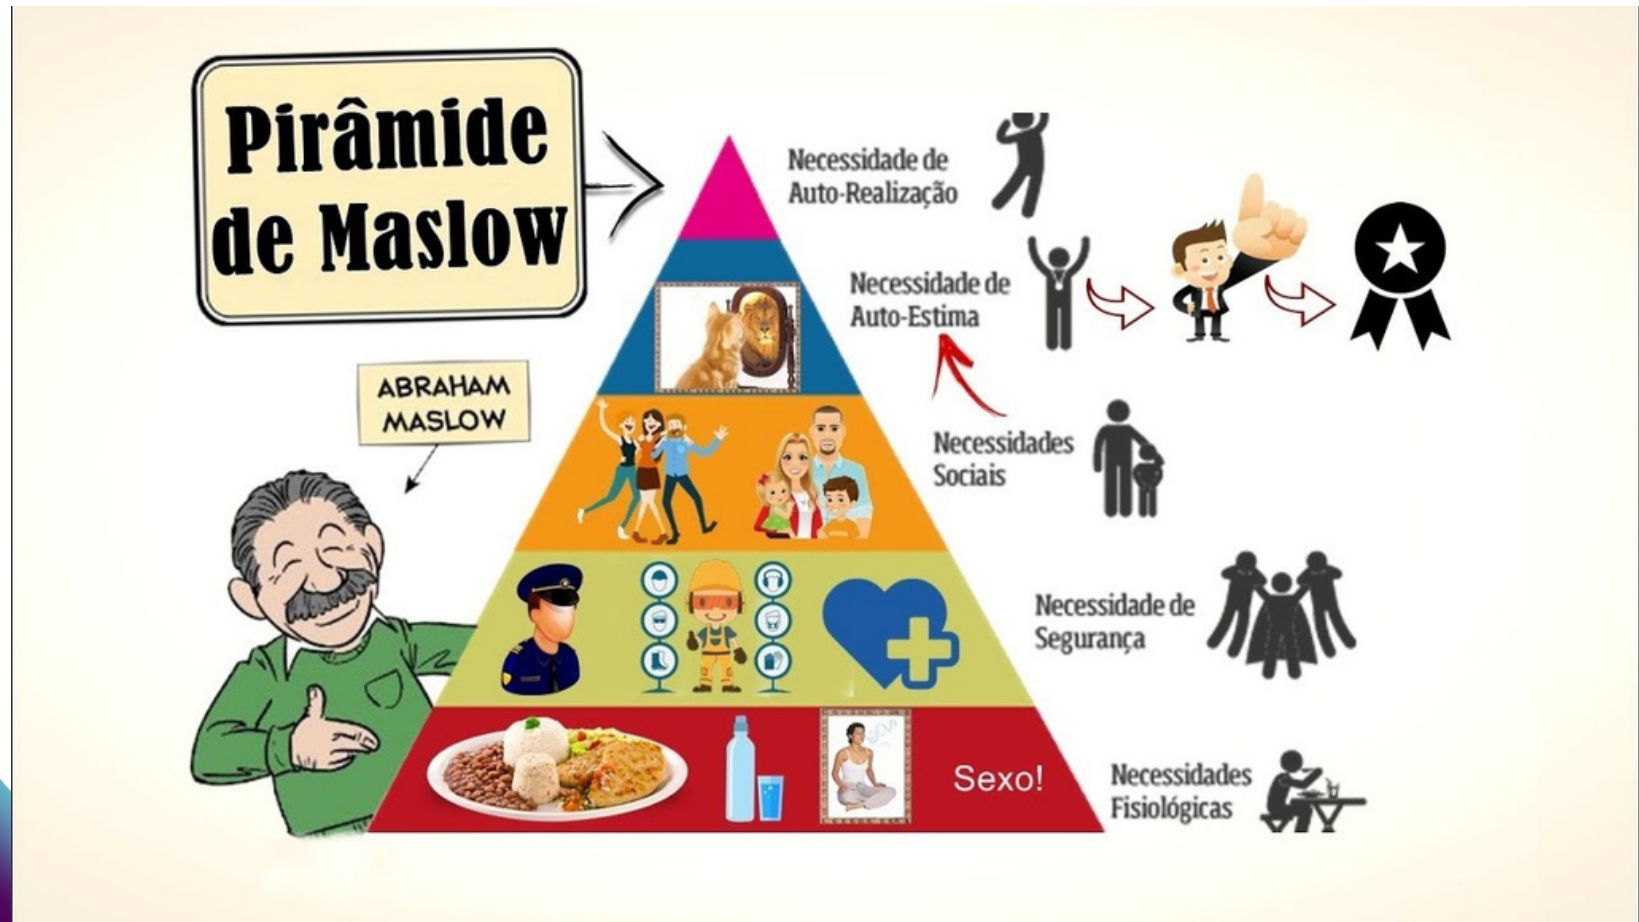 Pirâmide
de Maslow
Necessidade de
Auto-Realização
Necessidade de
Auto-Estima
ABRAHAM
MASLOW
Necessidades
Sociais
Necessidade de
Segurança
Sexo!
Necessidades
Fisiológicas